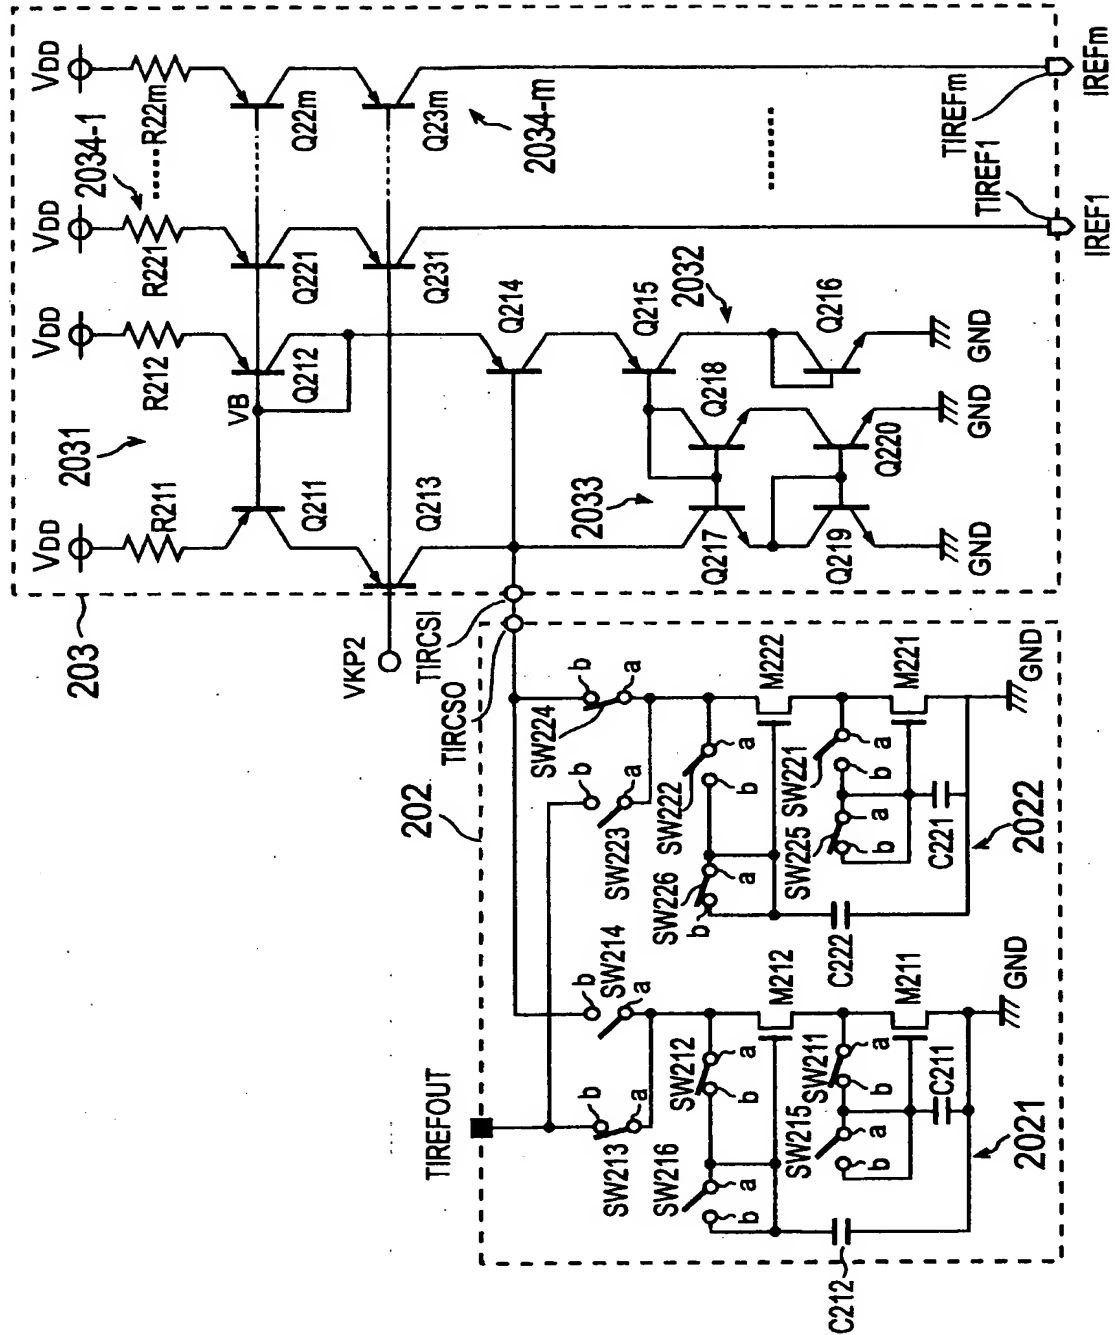 VDD
VDD
VDD
VDD
2034-1
R211
R212
R221
R22m
2031
VB
Q211
Q212
Q221
Q22m
203
VKP2
Q213
Q231
Q23m
2034-m
TIRCSI
TIRCSO
Q214
2033
Q215
2032
Q218
Q217
Q216
Q219
Q220
GND
GND
GND
TIREF1
TIREFm
IREF1
IREFm
202
TIREFOUT
b
a
SW213
b
a
SW214
b
a
SW223
b
a
SW224
SW216
a
b
SW212
a
b
M212
SW226
a
b
SW222
a
b
M222
SW215
a
b
SW211
a
b
M211
SW225
a
b
SW221
a
b
M221
C212
C211
C222
C221
GND
GND
2021
2022